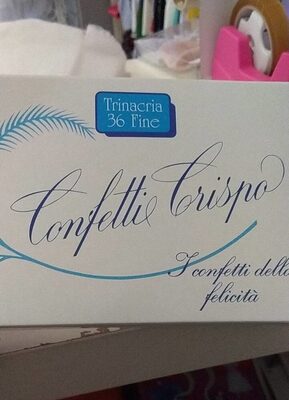 Trinacria
36 Fine
Confetti Crispo
I confetti della
felicità